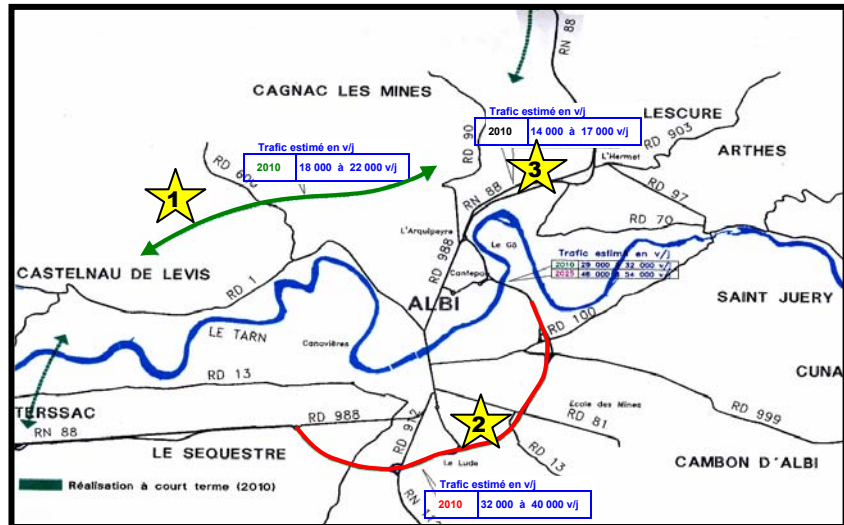 RN 88
CAGNAC LES MINES
Trafic estimé en v/j
2010 14 000 à 17 000 v/j
LESCURE
RD 903
ARTHES
RD 90
L'Hermet
Trafic estimé en v/j
2010 18 000 à 22 000 v/j
RD 600
1
3
RN 88
RD 97
RD 70
L'Arquipeyre
Le Gô
RD 988
Cantepau
Trafic estimé en v/j
2010 29 000 à 32 000 v/j
2025 48 000 à 54 000 v/j
CASTELNAU DE LEVIS
RD 1
ALBI
SAINT JUERY
LE TARN
Canavières
RD 100
RD 13
CUNA
TERSSAC
RN 88
RD 988
RD 912
2
Ecole des Mines
RD 81
RD 999
LE SEQUESTRE
Le Lude
RD 13
CAMBON D'ALBI
Réalisation à court terme (2010)
Trafic estimé en v/j
2010 32 000 à 40 000 v/j